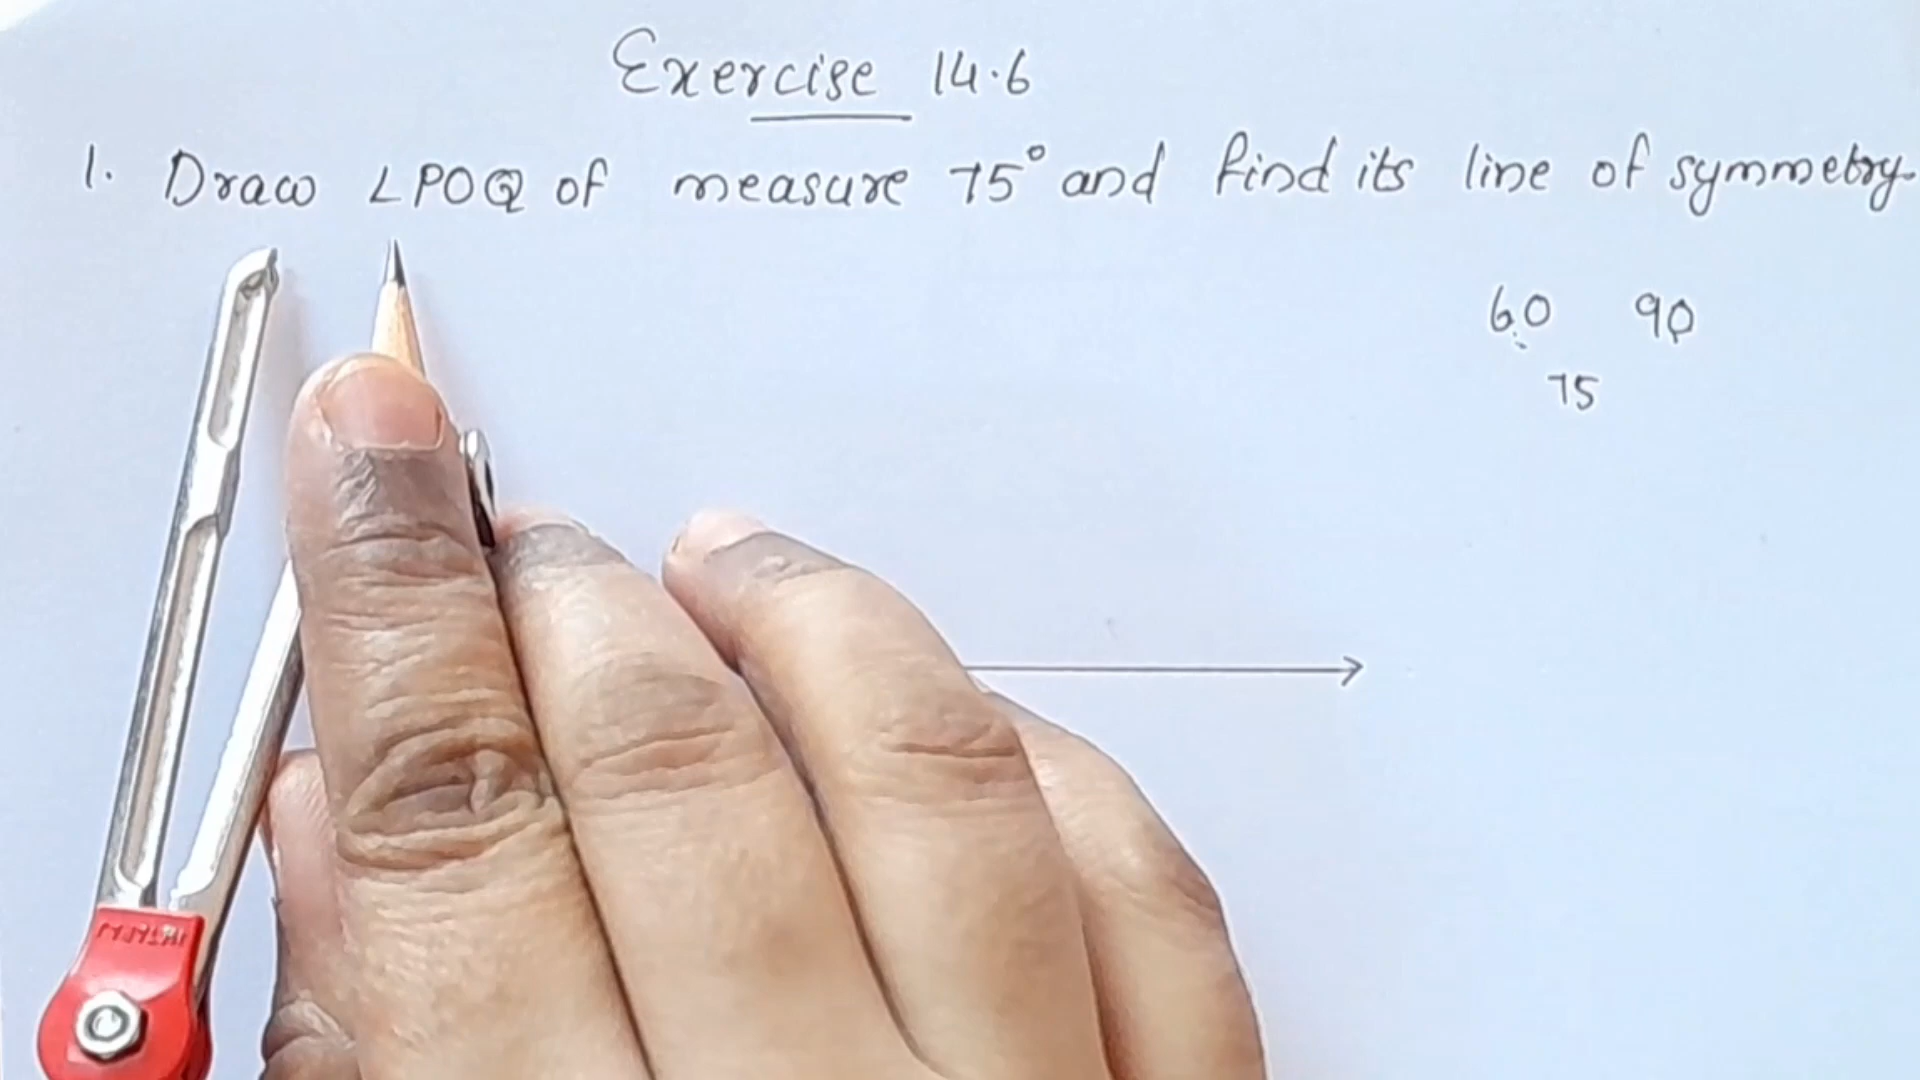 Exercise 14.6
1. Draw ∠POQ of measure 75° and find its line of symmetry.
60 90
75